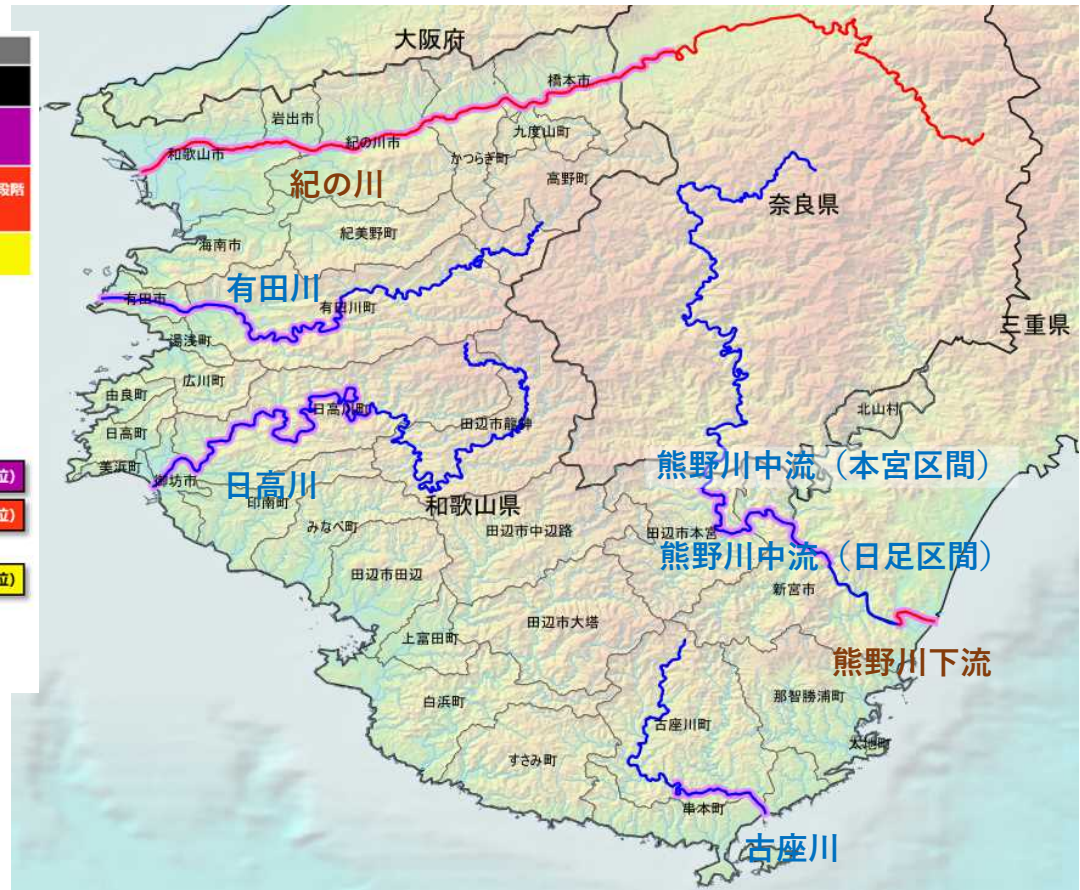 大阪府
橋本市
岩出市
九度山町
和歌山市
紀の川市
かつらぎ町
段階
高野町
紀の川
奈良県
紀美野町
海南市
有田川
有田市
有田川町
三重県
湯浅町
広川町
由良町
日高川町
北山村
田辺市龍神
日高町
熊野川中流（本宮区間）
美浜町
位)
御坊市
日高川
印南町
和歌山県
みなべ町
田辺市中辺路
田辺市本宮
位)
熊野川中流（日足区間）
田辺市田辺
位)
新宮市
田辺市大塔
上富田町
熊野川下流
白浜町
那智勝浦町
古座川町
太地町
すさみ町
串本町
古座川